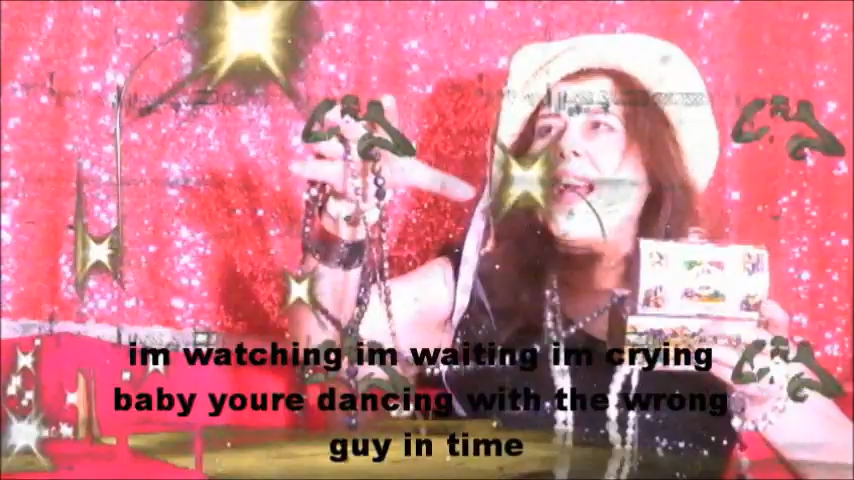 im watching im waiting im crying
baby youre dancing with the wrong
guy in time